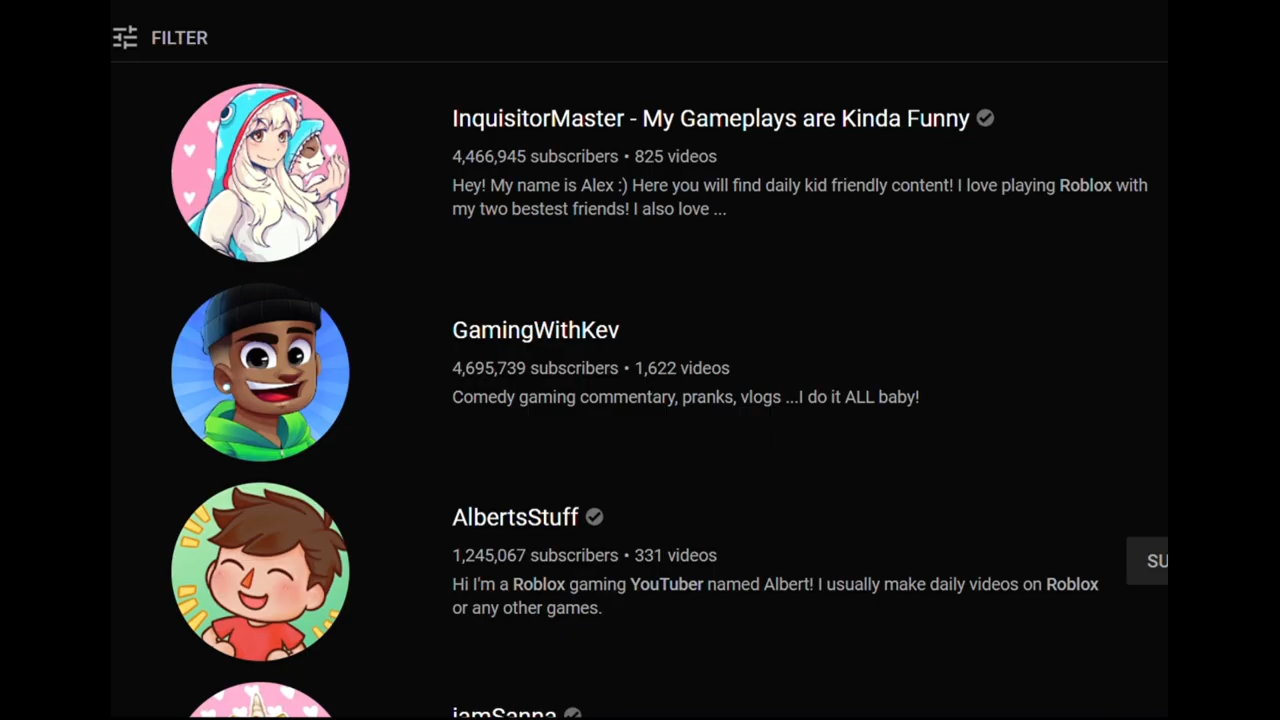 FILTER
InquisitorMaster - My Gameplays are Kinda Funny
4,466,945 subscribers • 825 videos
Hey! My name is Alex :) Here you will find daily kid friendly content! I love playing Roblox with
my two bestest friends! I also love ...
GamingWithKev
4,695,739 subscribers • 1,622 videos
Comedy gaming commentary, pranks, vlogs ...I do it ALL baby!
AlbertsStuff
1,245,067 subscribers • 331 videos
Hi I'm a Roblox gaming YouTuber named Albert! I usually make daily videos on Roblox
SU
or any other games.
iamSanna